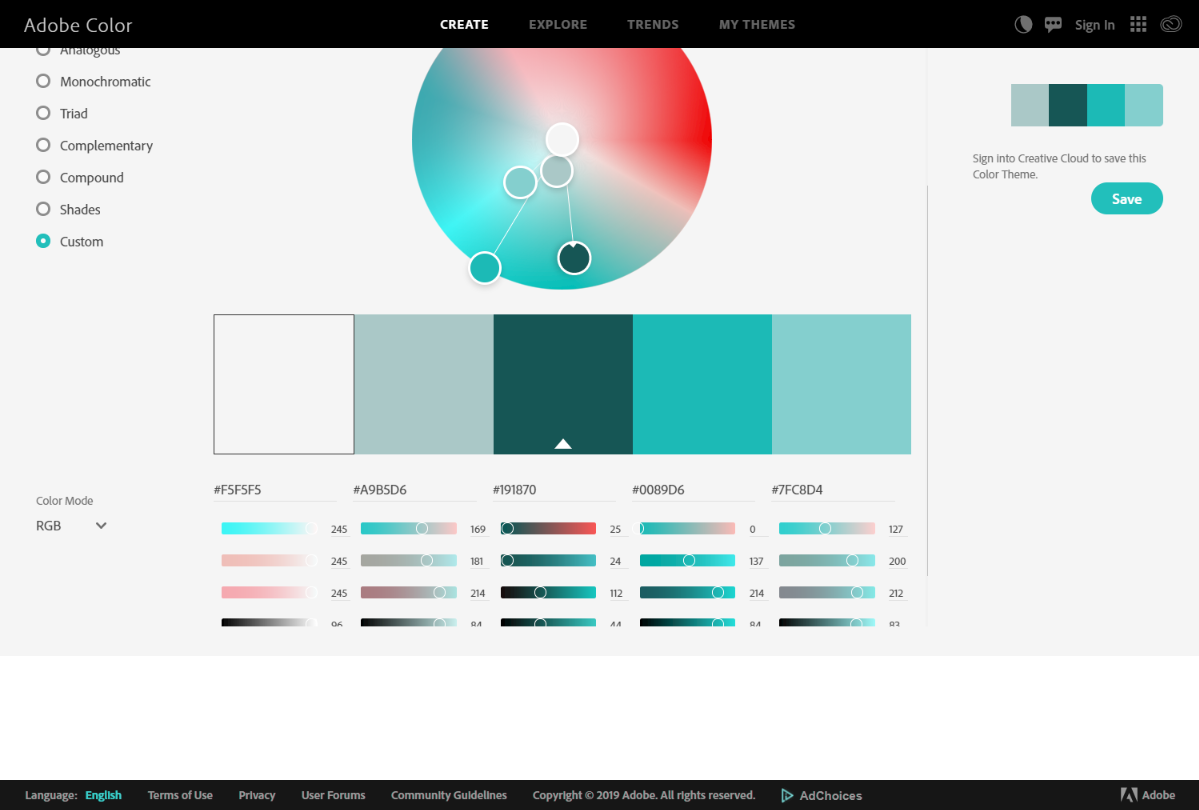 Adobe Color
CREATE EXPLORE TRENDS MY THEMES
Sign In
Analogous
Monochromatic
Triad
Complementary
Compound
Shades
Custom
Sign into Creative Cloud to save this
Color Theme.
Save
#F5F5F5 #A9B5D6 #191870 #0089D6 #7FC8D4
Color Mode
RGB
245 169 25 0 127
245 181 24 137 200
245 214 112 214 212
96 84 44 84 83
Language: English Terms of Use Privacy User Forums Community Guidelines Copyright © 2019 Adobe. All rights reserved. AdChoices Adobe